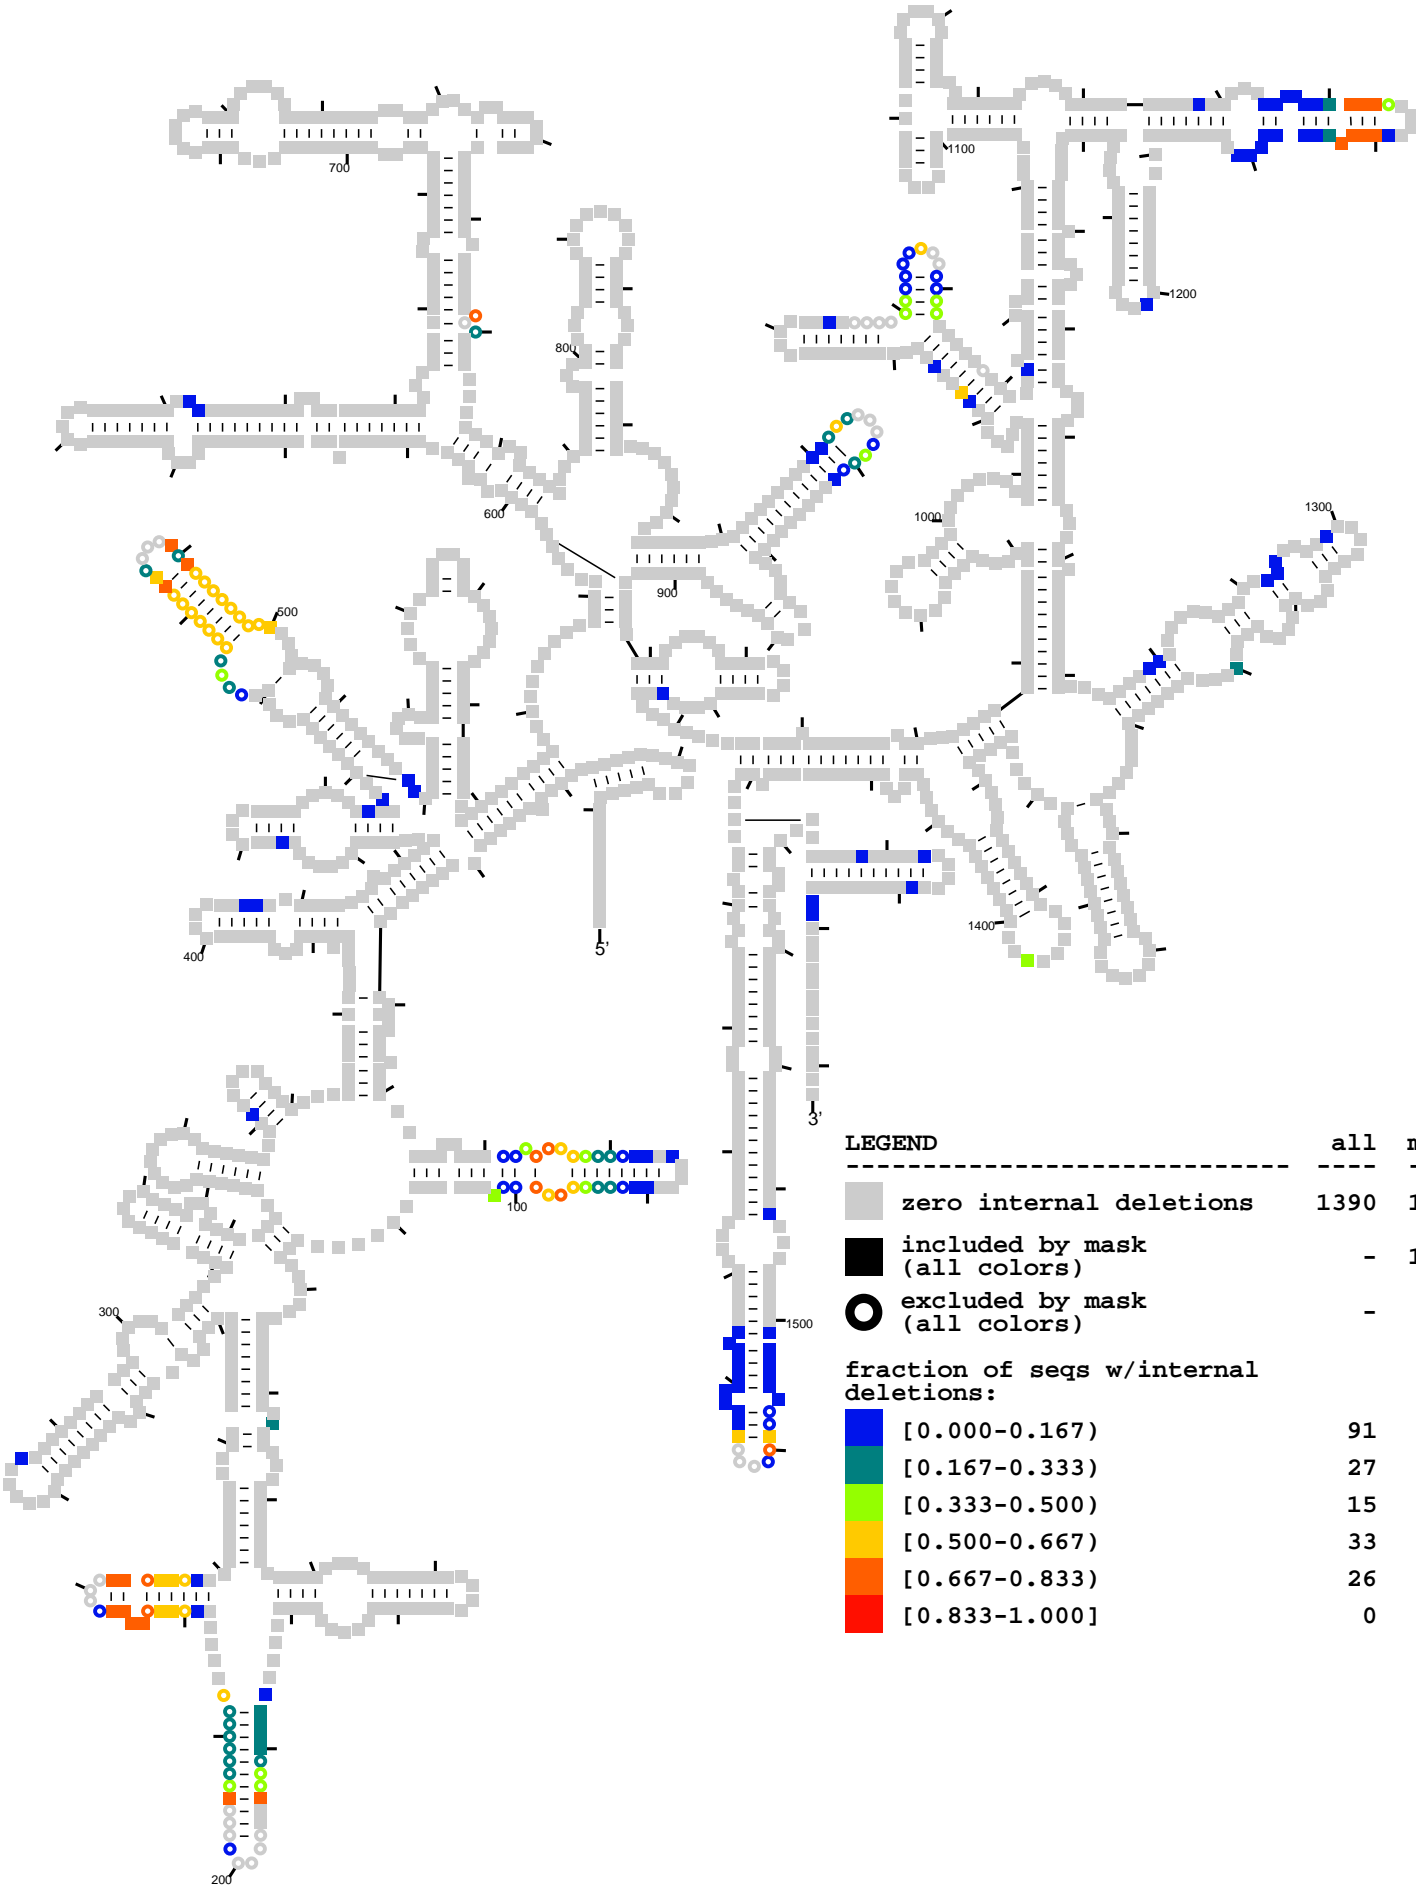 700
1100
1200
800
600
1000
1300
500
900
400
1400
5’
3’
100
300
1500
200
LEGEND all m
----------------------------- ---- -
zero internal deletions 1390 1
included by mask
(all colors) - 1
excluded by mask
(all colors) -
fraction of seqs w/internal
deletions:
[0.000-0.167) 91
[0.167-0.333) 27
[0.333-0.500) 15
[0.500-0.667) 33
[0.667-0.833) 26
[0.833-1.000] 0